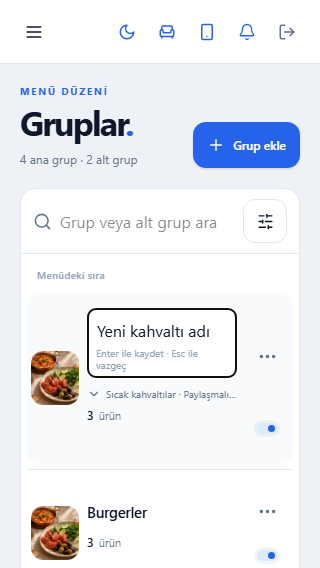 MENÜ DÜZENİ
Gruplar.
4 ana grup · 2 alt grup
Grup ekle
Grup veya alt grup ara
Menüdeki sıra
Yeni kahvaltı adı
Enter ile kaydet · Esc ile
vazgeç
Sıcak kahvaltılar · Paylaşmalı...
3 ürün
Burgerler
3 ürün